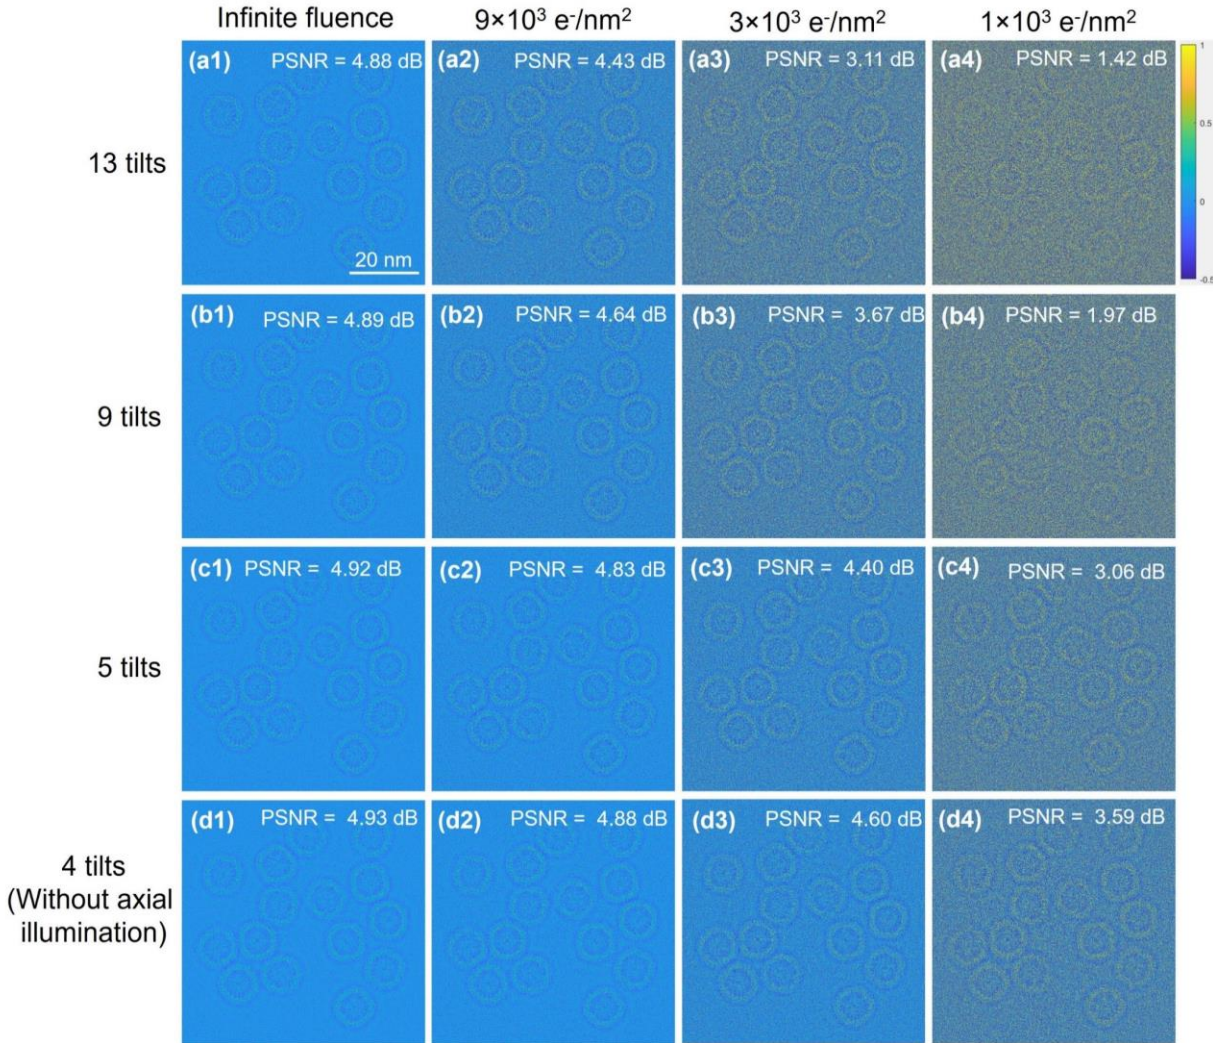 Infinite fluence 9×10³ e⁻/nm² 3×10³ e⁻/nm² 1×10³ e⁻/nm²
(a1) PSNR = 4.88 dB (a2) PSNR = 4.43 dB (a3) PSNR = 3.11 dB (a4) PSNR = 1.42 dB
1
0.5
13 tilts
0
20 nm
-0.5
(b1) PSNR = 4.89 dB (b2) PSNR = 4.64 dB (b3) PSNR = 3.67 dB (b4) PSNR = 1.97 dB
9 tilts
(c1) PSNR = 4.92 dB (c2) PSNR = 4.83 dB (c3) PSNR = 4.40 dB (c4) PSNR = 3.06 dB
5 tilts
(d1) PSNR = 4.93 dB (d2) PSNR = 4.88 dB (d3) PSNR = 4.60 dB (d4) PSNR = 3.59 dB
4 tilts
(Without axial
illumination)